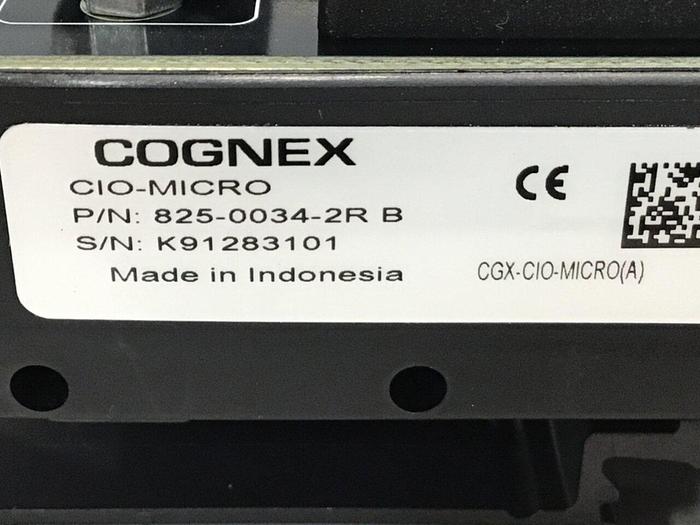 COGNEX
CIO-MICRO
P/N: 825-0034-2R B
S/N: K91283101
Made in Indonesia
CE
CGX-CIO-MICRO(A)